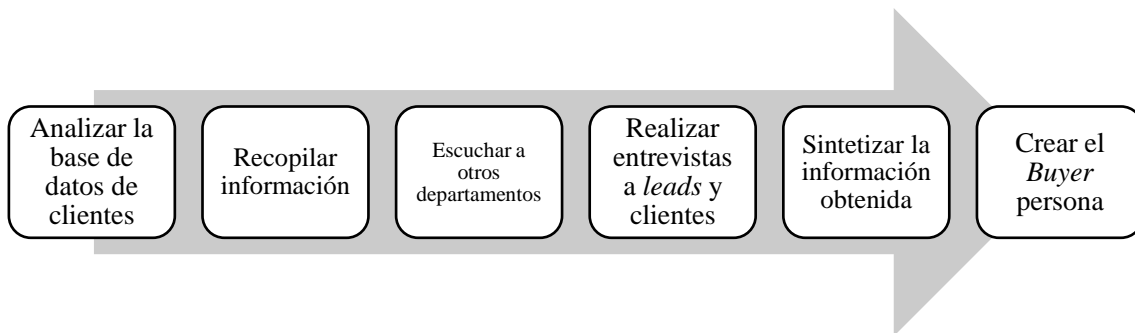 Analizar la
base de
datos de
clientes
Recopilar
información
Escuchar a
otros
departamentos
Realizar
entrevistas
a leads y
clientes
Sintetizar la
información
obtenida
Crear el
Buyer
persona